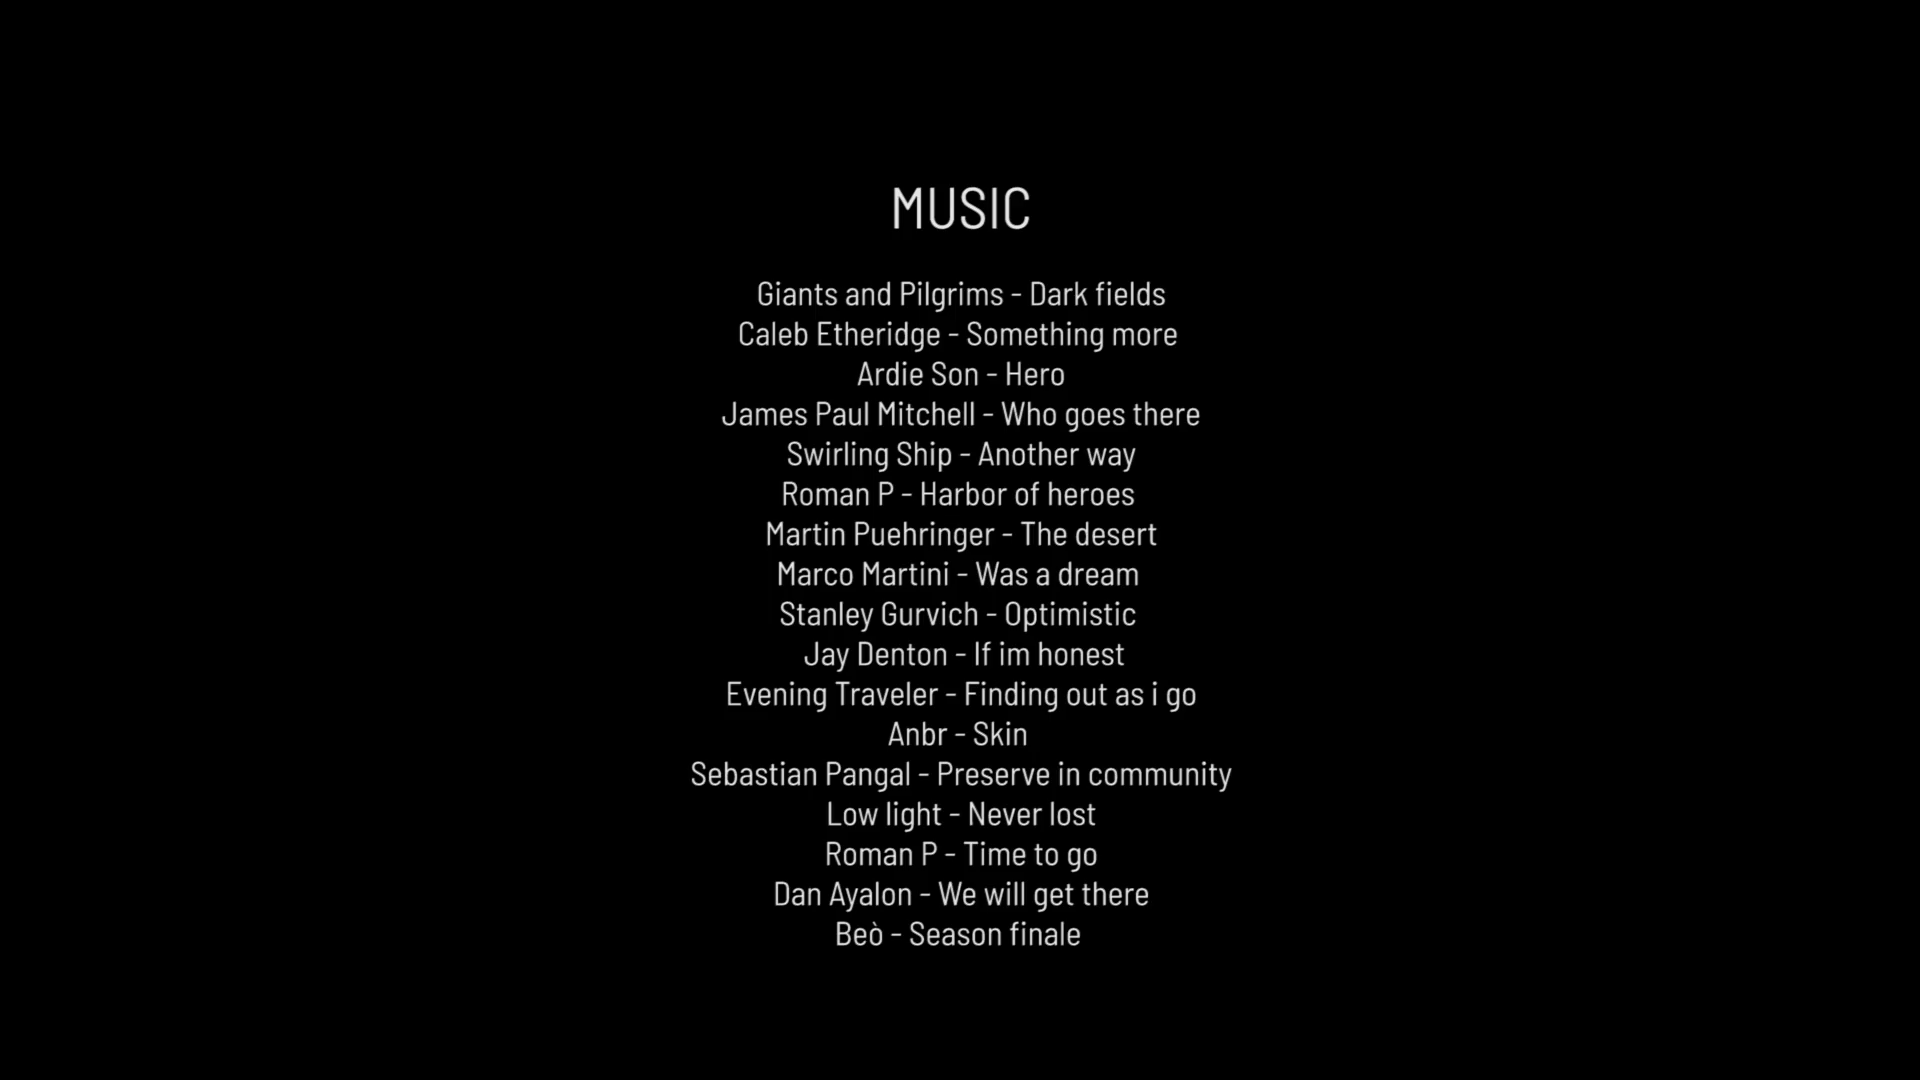 MUSIC
Giants and Pilgrims - Dark fields
Caleb Etheridge - Something more
Ardie Son - Hero
James Paul Mitchell - Who goes there
Swirling Ship - Another way
Roman P - Harbor of heroes
Martin Puehringer - The desert
Marco Martini - Was a dream
Stanley Gurvich - Optimistic
Jay Denton - If im honest
Evening Traveler - Finding out as i go
Anbr - Skin
Sebastian Pangal - Preserve in community
Low light - Never lost
Roman P - Time to go
Dan Ayalon - We will get there
Beò - Season finale